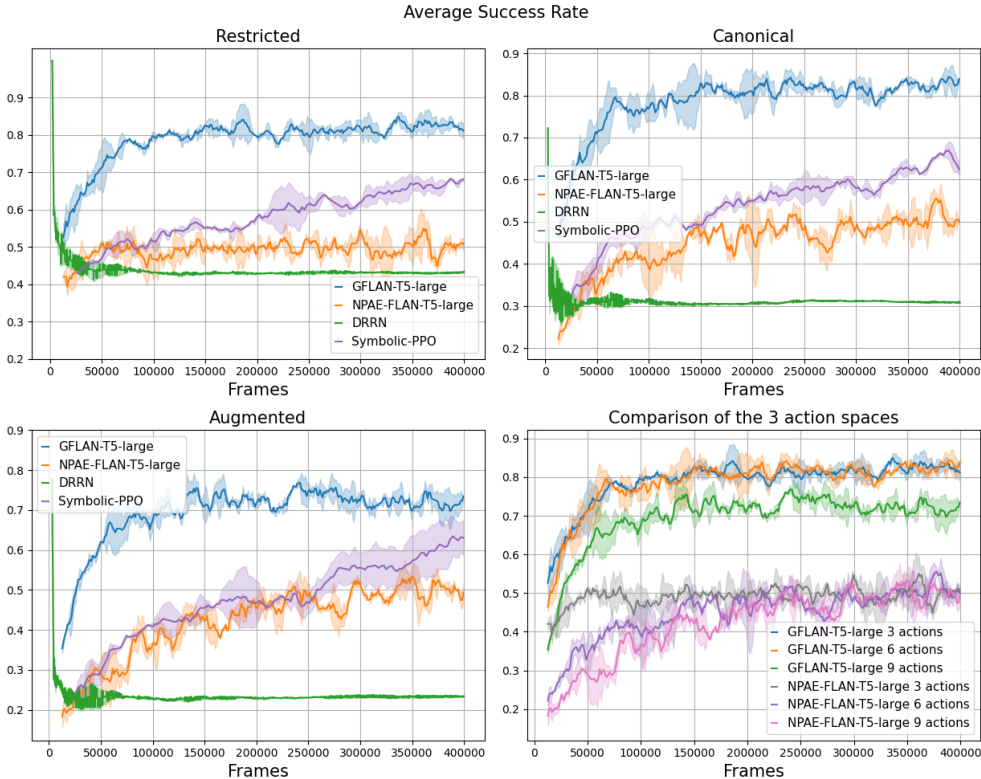 Average Success Rate
Restricted
0.9
0.8
0.7
0.6
0.5
0.4
0.3
0.2
GFLAN-T5-large
NPAE-FLAN-T5-large
DRRN
Symbolic-PPO
0 50000 100000 150000 200000 250000 300000 350000 400000
Frames
Canonical
0.9
0.8
0.7
0.6
0.5
0.4
0.3
0.2
GFLAN-T5-large
NPAE-FLAN-T5-large
DRRN
Symbolic-PPO
0 50000 100000 150000 200000 250000 300000 350000 400000
Frames
Augmented
0.9
0.8
0.7
0.6
0.5
0.4
0.3
0.2
GFLAN-T5-large
NPAE-FLAN-T5-large
DRRN
Symbolic-PPO
0 50000 100000 150000 200000 250000 300000 350000 400000
Frames
Comparison of the 3 action spaces
0.9
0.8
0.7
0.6
0.5
0.4
0.3
0.2
GFLAN-T5-large 3 actions
GFLAN-T5-large 6 actions
GFLAN-T5-large 9 actions
NPAE-FLAN-T5-large 3 actions
NPAE-FLAN-T5-large 6 actions
NPAE-FLAN-T5-large 9 actions
0 50000 100000 150000 200000 250000 300000 350000 400000
Frames